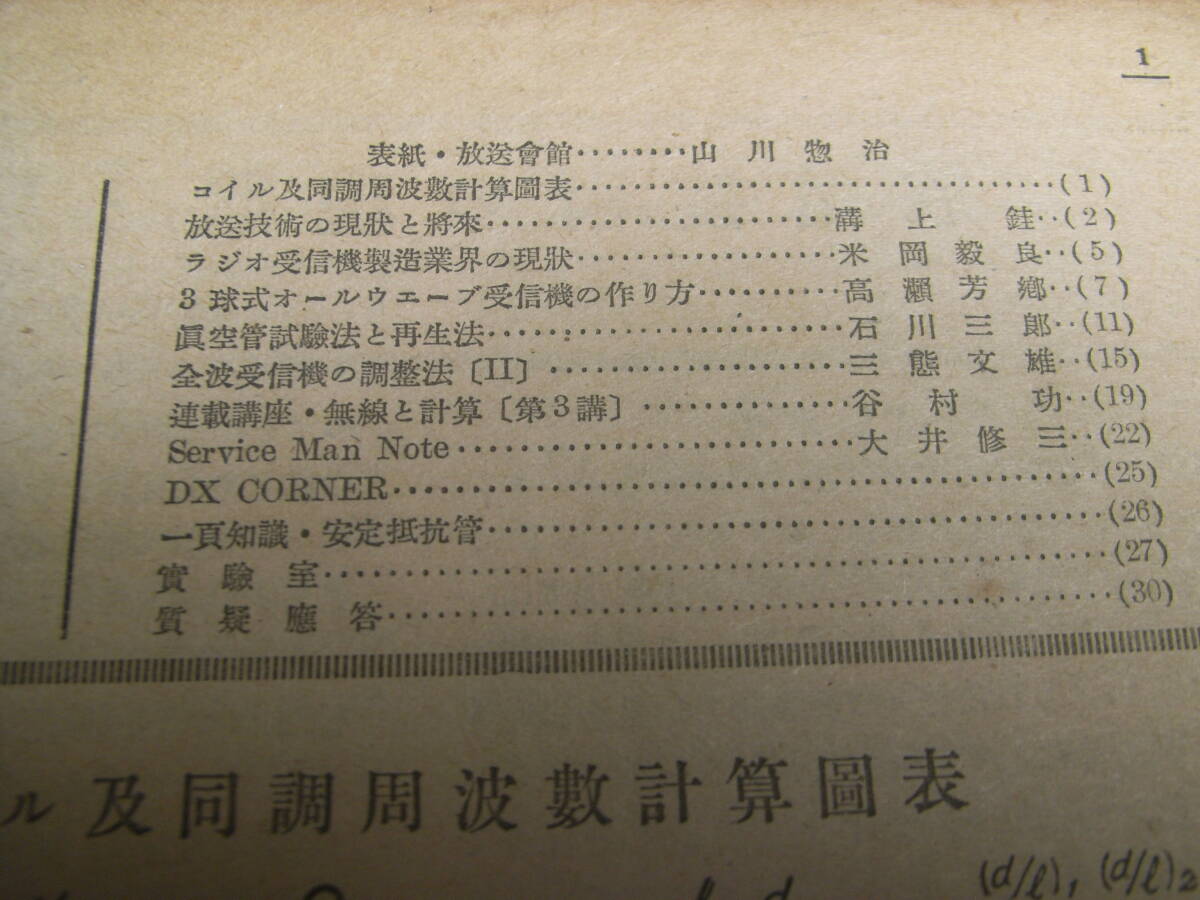 1
表紙・放送會館········山川惣治
コイル及同調周波數計算圖表···································(1)
放送技術の現狀と將來·························溝上銈··(2)
ラジオ受信機製造業界の現狀···················米岡毅良··(5)
3球式オールウエーブ受信機の作り方··········高瀨芳鄕··(7)
眞空管試驗法と再生法··························石川三郞··(11)
全波受信機の調整法〔II〕·····················三熊文雄··(15)
連載講座・無線と計算〔第3講〕···············谷村功··(19)
Service Man Note·····························大井修三··(22)
DX CORNER···················································(25)
一頁知識・安定抵抗管·············································(26)
實驗室·························································(27)
質疑應答·····················································(30)
ル及同調周波數計算圖表
(d/l)₁ (d/l)₂